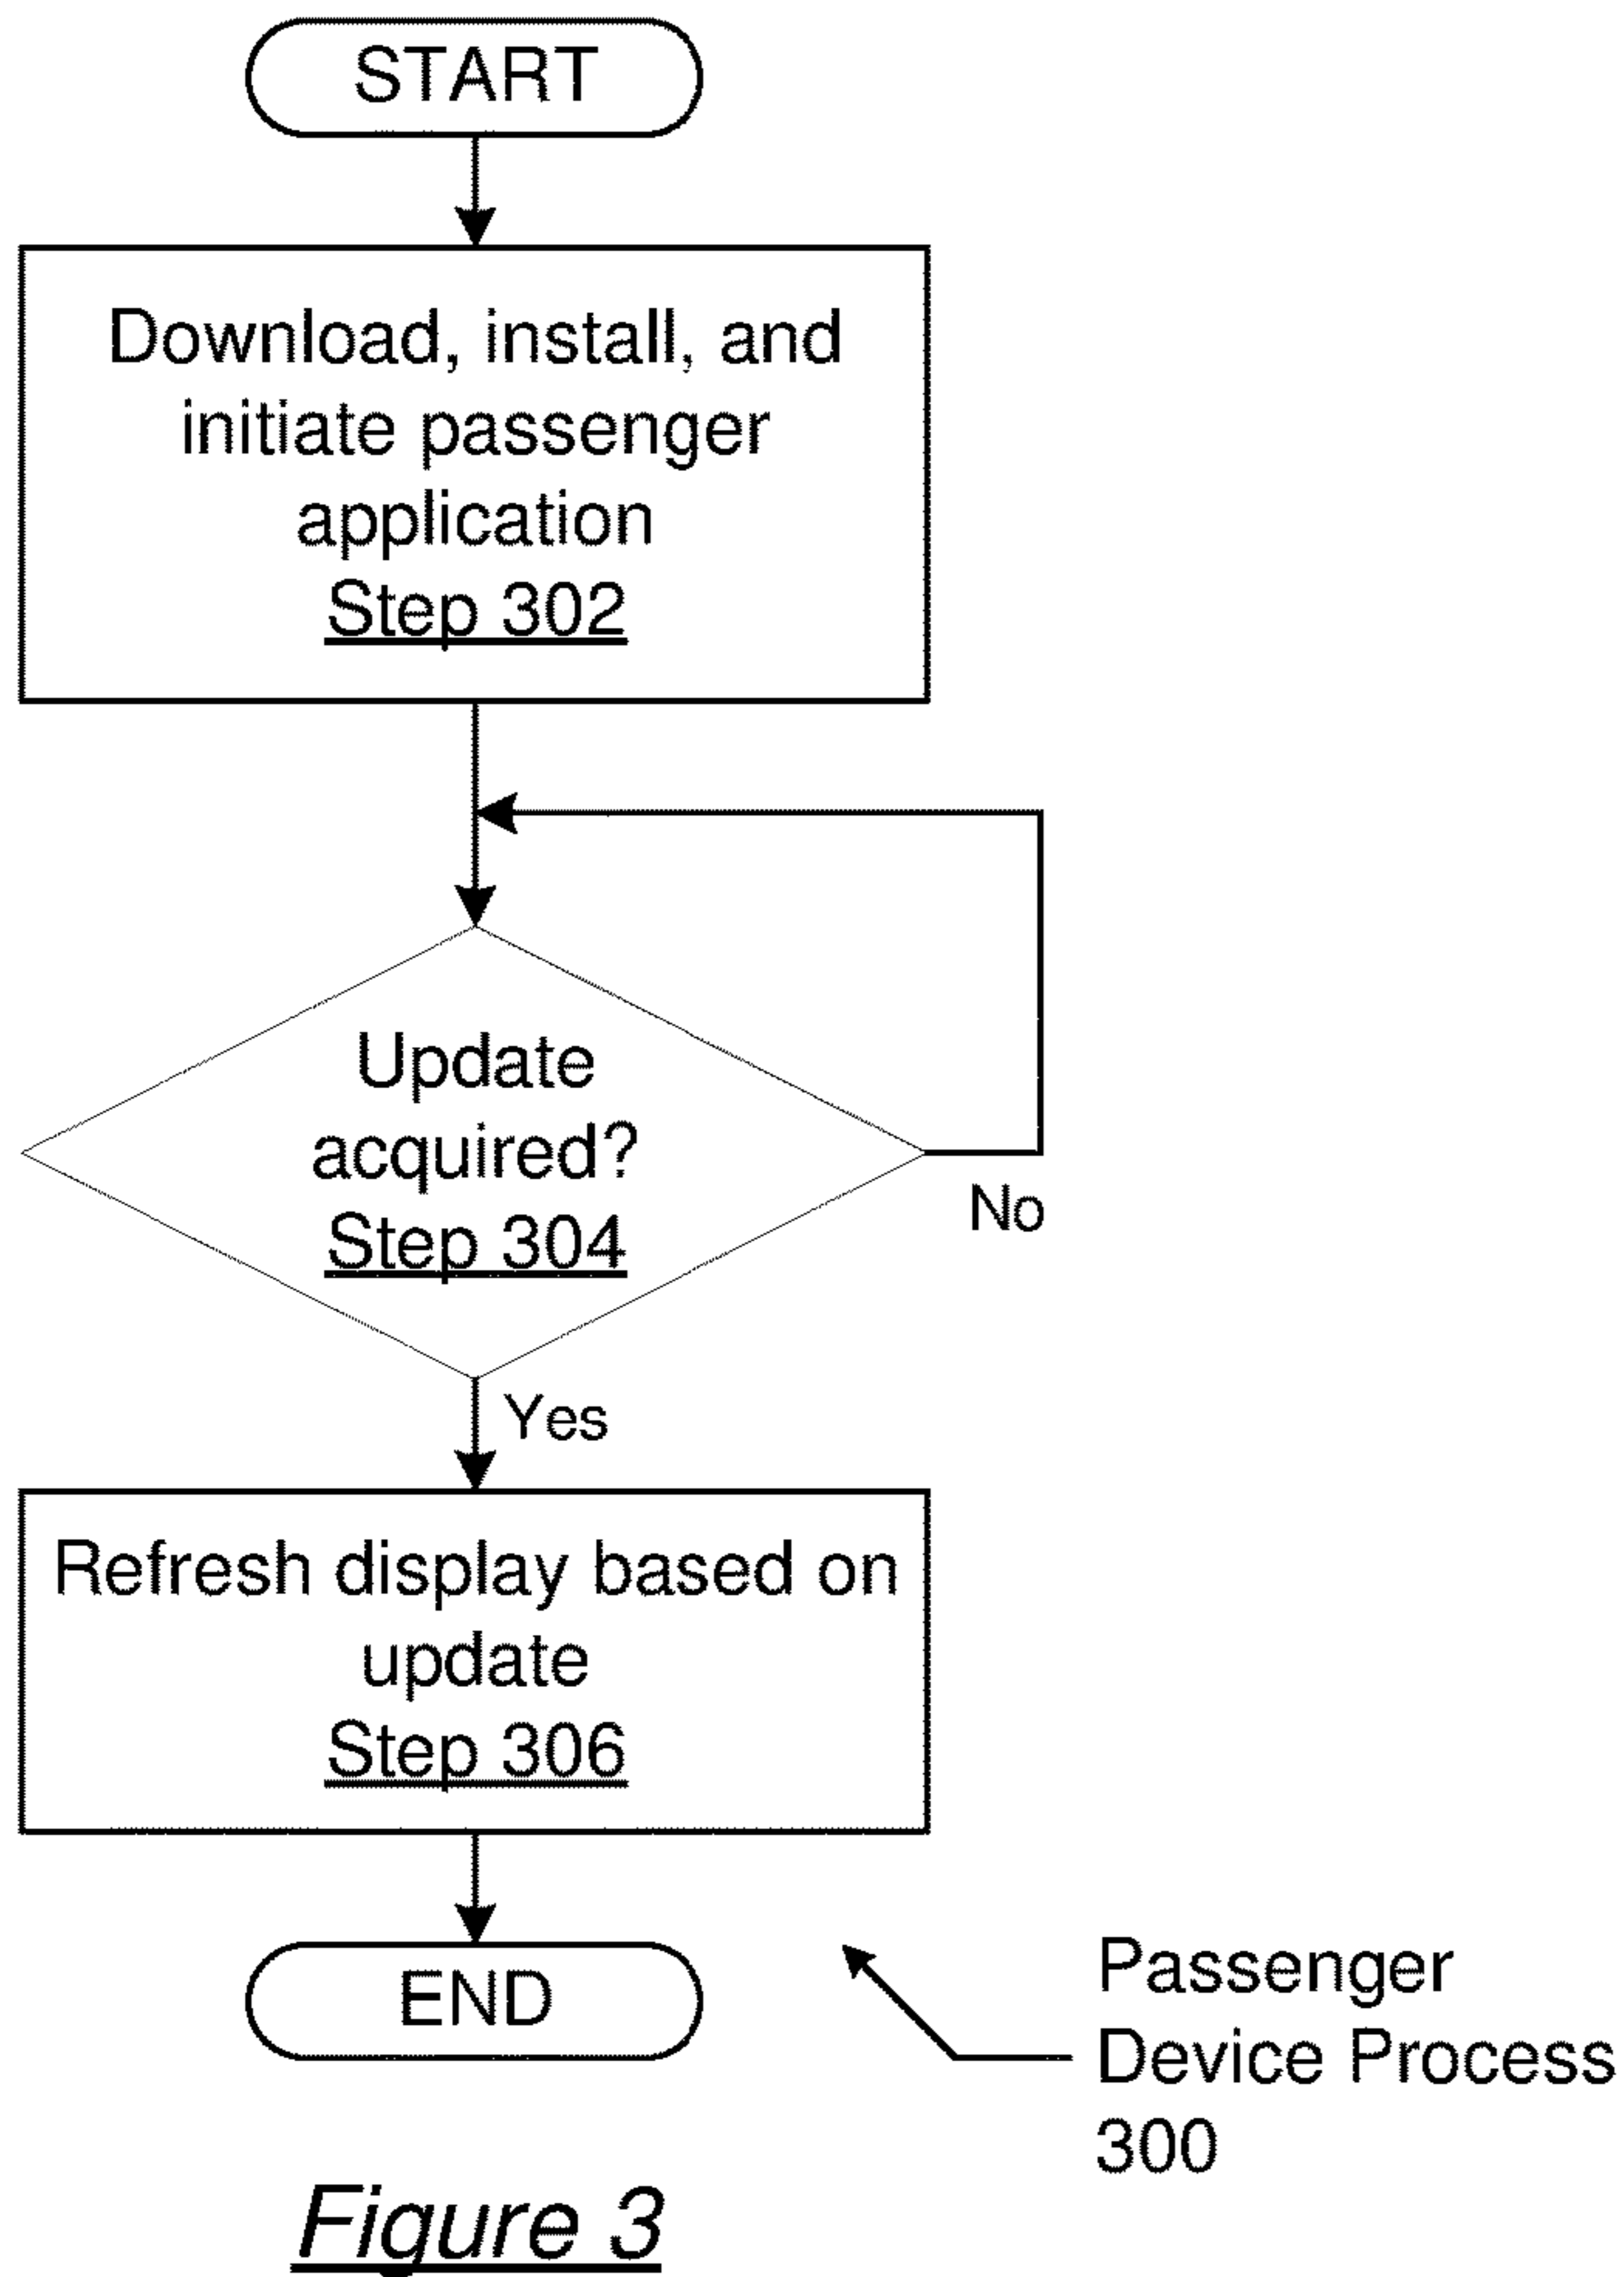 START
Download, install, and
initiate passenger
application
Step 302
Update
acquired?
Step 304
No
Yes
Refresh display based on
update
Step 306
END
Passenger
Device Process
300
Figure 3